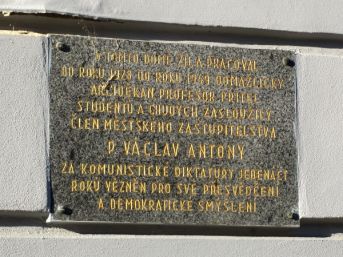 V TOMTO DOMĚ ŽIL A PRACOVAL
OD ROKU 1928 DO ROKU 1949 DOMAŽLICKÝ
ARCIDĚKAN PROFESOR PŘÍTEL
STUDENTŮ A CHUDÝCH ZASLOUŽILÝ
ČLEN MĚSTSKÉHO ZASTUPITELSTVA
P. VÁCLAV ANTONY
ZA KOMUNISTICKÉ DIKTATURY JEDENÁCT
ROKŮ VĚZNĚN PRO SVÉ PŘESVĚDČENÍ
A DEMOKRATICKÉ SMÝŠLENÍ